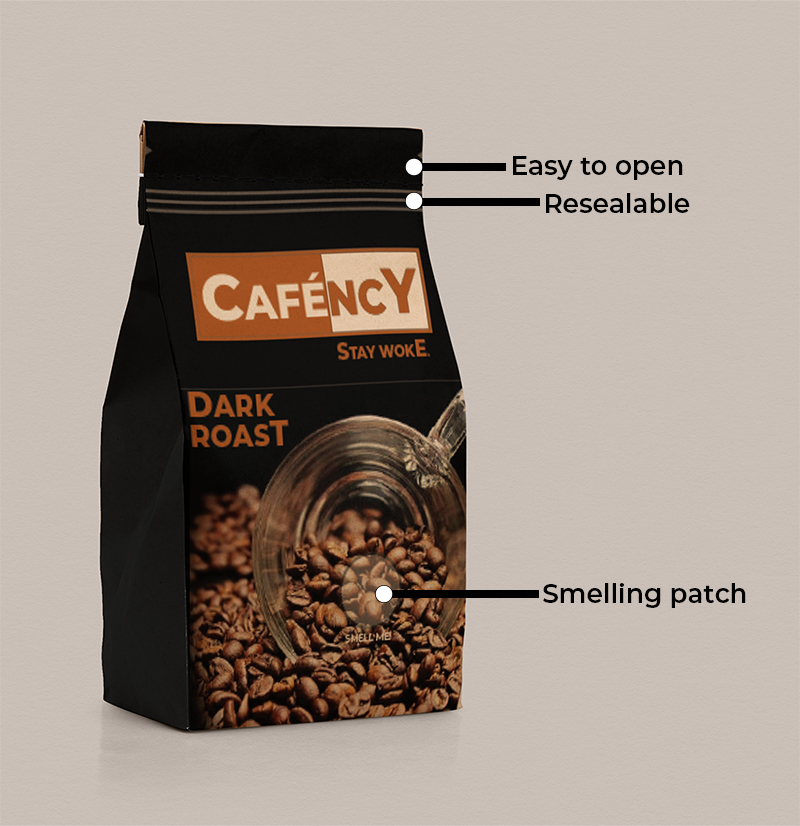 Easy to open
Resealable
CAFÉNCY
STAY WOKE.
DARK
ROAST
Smelling patch
SMELL ME!